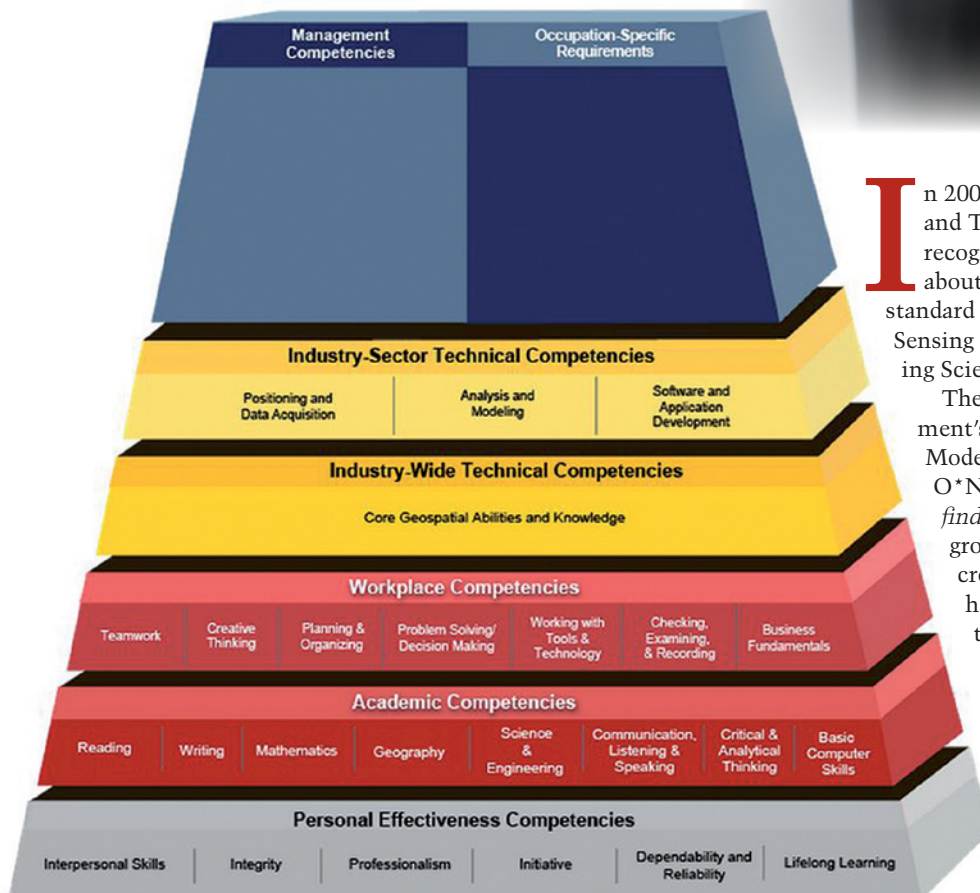 Management
Competencies
Occupation-Specific
Requirements
Industry-Sector Technical Competencies
Positioning and
Data Acquisition
Analysis and
Modeling
Software and
Application
Development
Industry-Wide Technical Competencies
Core Geospatial Abilities and Knowledge
Workplace Competencies
Teamwork
Creative
Thinking
Planning &
Organizing
Problem Solving/
Decision Making
Working with
Tools &
Technology
Checking,
Examining,
& Recording
Business
Fundamentals
Academic Competencies
Reading
Writing
Mathematics
Geography
Science
&
Engineering
Communication,
Listening &
Speaking
Critical &
Analytical
Thinking
Basic
Computer
Skills
Personal Effectiveness Competencies
Interpersonal Skills
Integrity
Professionalism
Initiative
Dependability and
Reliability
Lifelong Learning
In 200
and T
recog
about
standard
Sensing
ing Scie
The
ment's
Mode
O*N
find
gro
cre
h
t